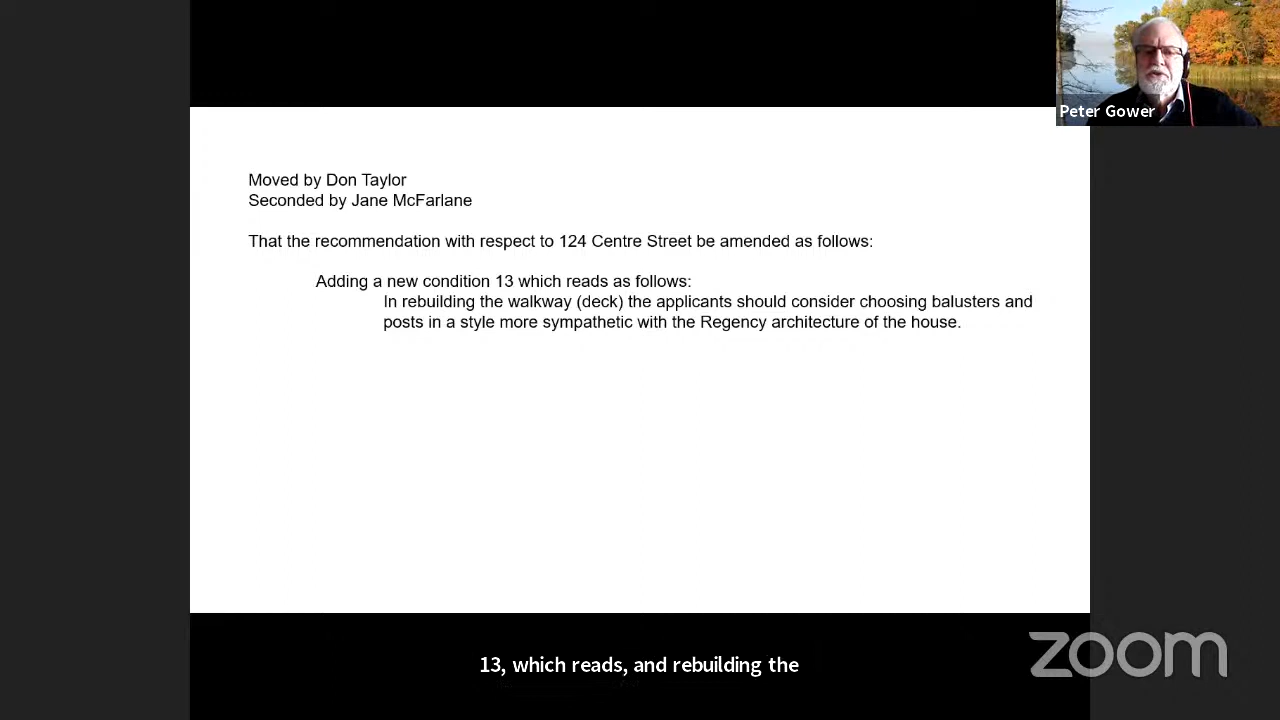 Peter Gower
Moved by Don Taylor
Seconded by Jane McFarlane
That the recommendation with respect to 124 Centre Street be amended as follows:
Adding a new condition 13 which reads as follows:
In rebuilding the walkway (deck) the applicants should consider choosing balusters and
posts in a style more sympathetic with the Regency architecture of the house.
13, which reads, and rebuilding the
zoom